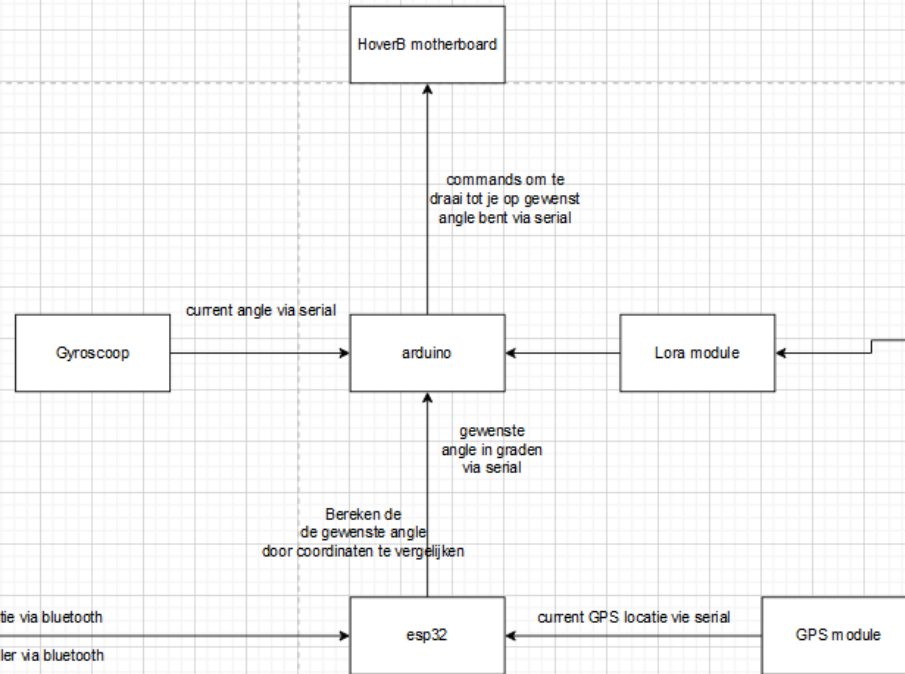 HoverB motherboard
commands om te
draai tot je op gewenst
angle bent via serial
current angle via serial
Gyroscoop
arduino
Lora module
gewenste
angle in graden
via serial
Bereken de
de gewenste angle
door coordinaten te vergelijken
tie via bluetooth
ler via bluetooth
esp32
current GPS locatie vie serial
GPS module